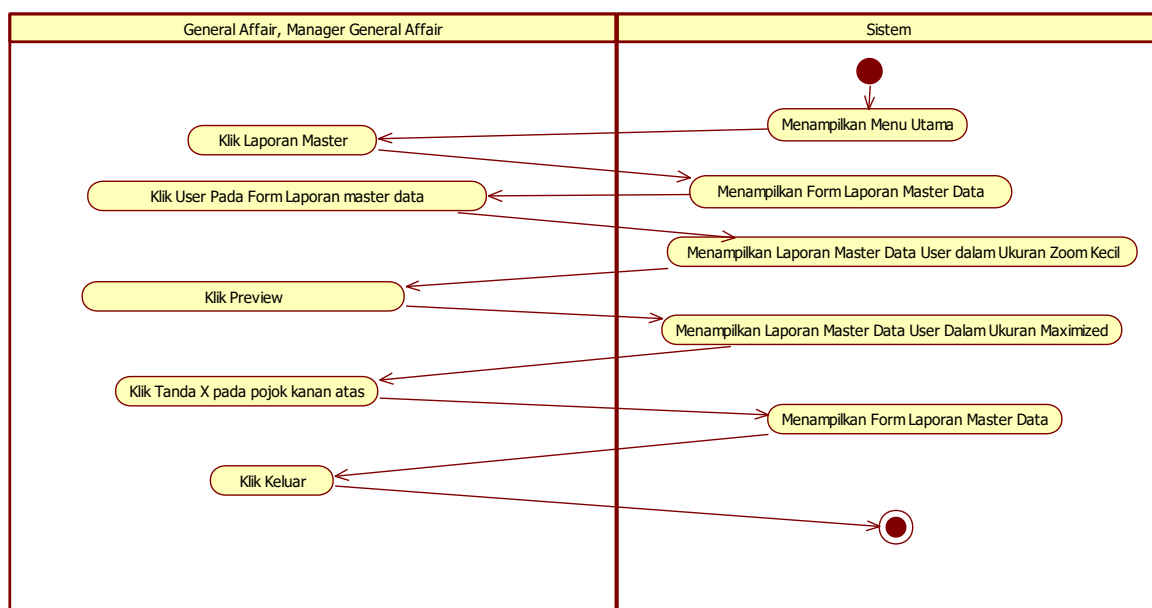 General Affair, Manager General Affair
Sistem
Menampilkan Menu Utama
Klik Laporan Master
Menampilkan Form Laporan Master Data
Klik User Pada Form Laporan master data
Menampilkan Laporan Master Data User dalam Ukuran Zoom Kecil
Klik Preview
Menampilkan Laporan Master Data User Dalam Ukuran Maximized
Klik Tanda X pada pojok kanan atas
Menampilkan Form Laporan Master Data
Klik Keluar